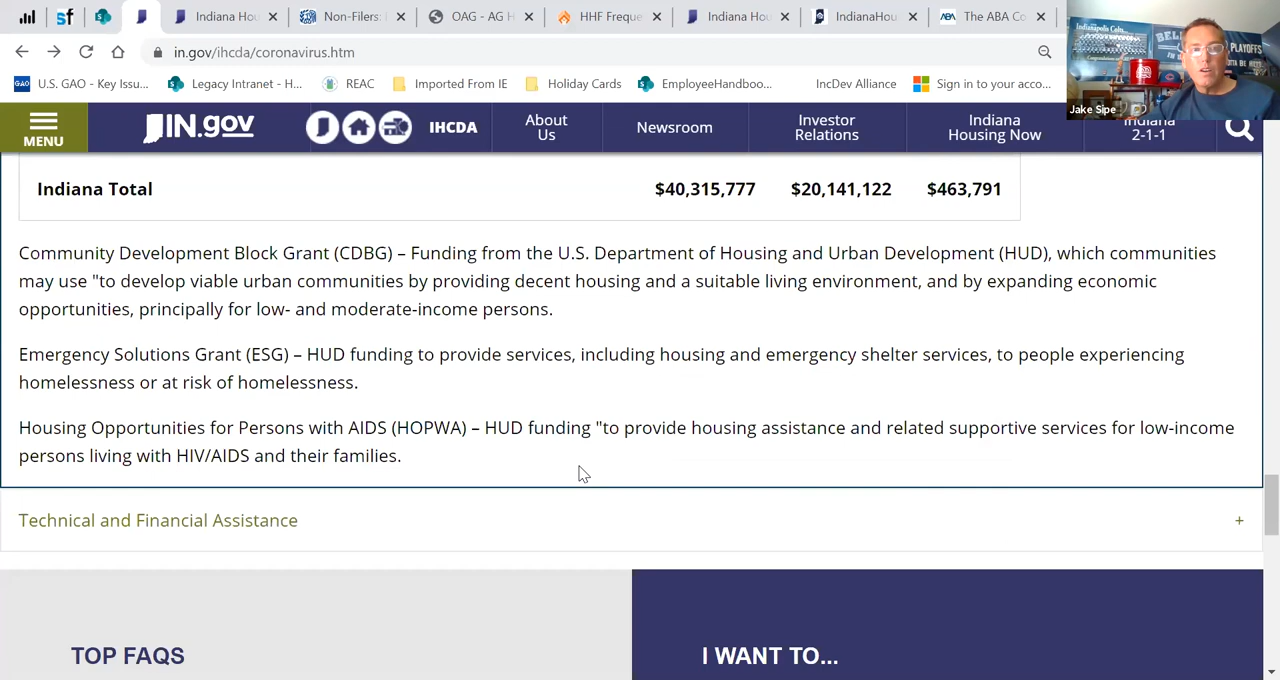 sf
Indiana Hou
Non-Filers:
OAG - AG H
HHF Freque
Indiana Ho
IndianaHou
ABA
The ABA Co
in.gov/ihcda/coronavirus.htm
GAO
U.S. GAO - Key Issu...
Legacy Intranet - H...
REAC
Imported From IE
Holiday Cards
EmployeeHandboo...
IncDev Alliance
Sign in to your acco...
Indianapolis Colts
PLAYOFFS
Jake Sipe
MENU
IN.gov
IHCDA
About
Us
Newsroom
Investor
Relations
Indiana
Housing Now
Indiana
2-1-1
Indiana Total $40,315,777 $20,141,122 $463,791
Community Development Block Grant (CDBG) – Funding from the U.S. Department of Housing and Urban Development (HUD), which communities
may use "to develop viable urban communities by providing decent housing and a suitable living environment, and by expanding economic
opportunities, principally for low- and moderate-income persons.
Emergency Solutions Grant (ESG) – HUD funding to provide services, including housing and emergency shelter services, to people experiencing
homelessness or at risk of homelessness.
Housing Opportunities for Persons with AIDS (HOPWA) – HUD funding "to provide housing assistance and related supportive services for low-income
persons living with HIV/AIDS and their families.
Technical and Financial Assistance +
TOP FAQS
I WANT TO...